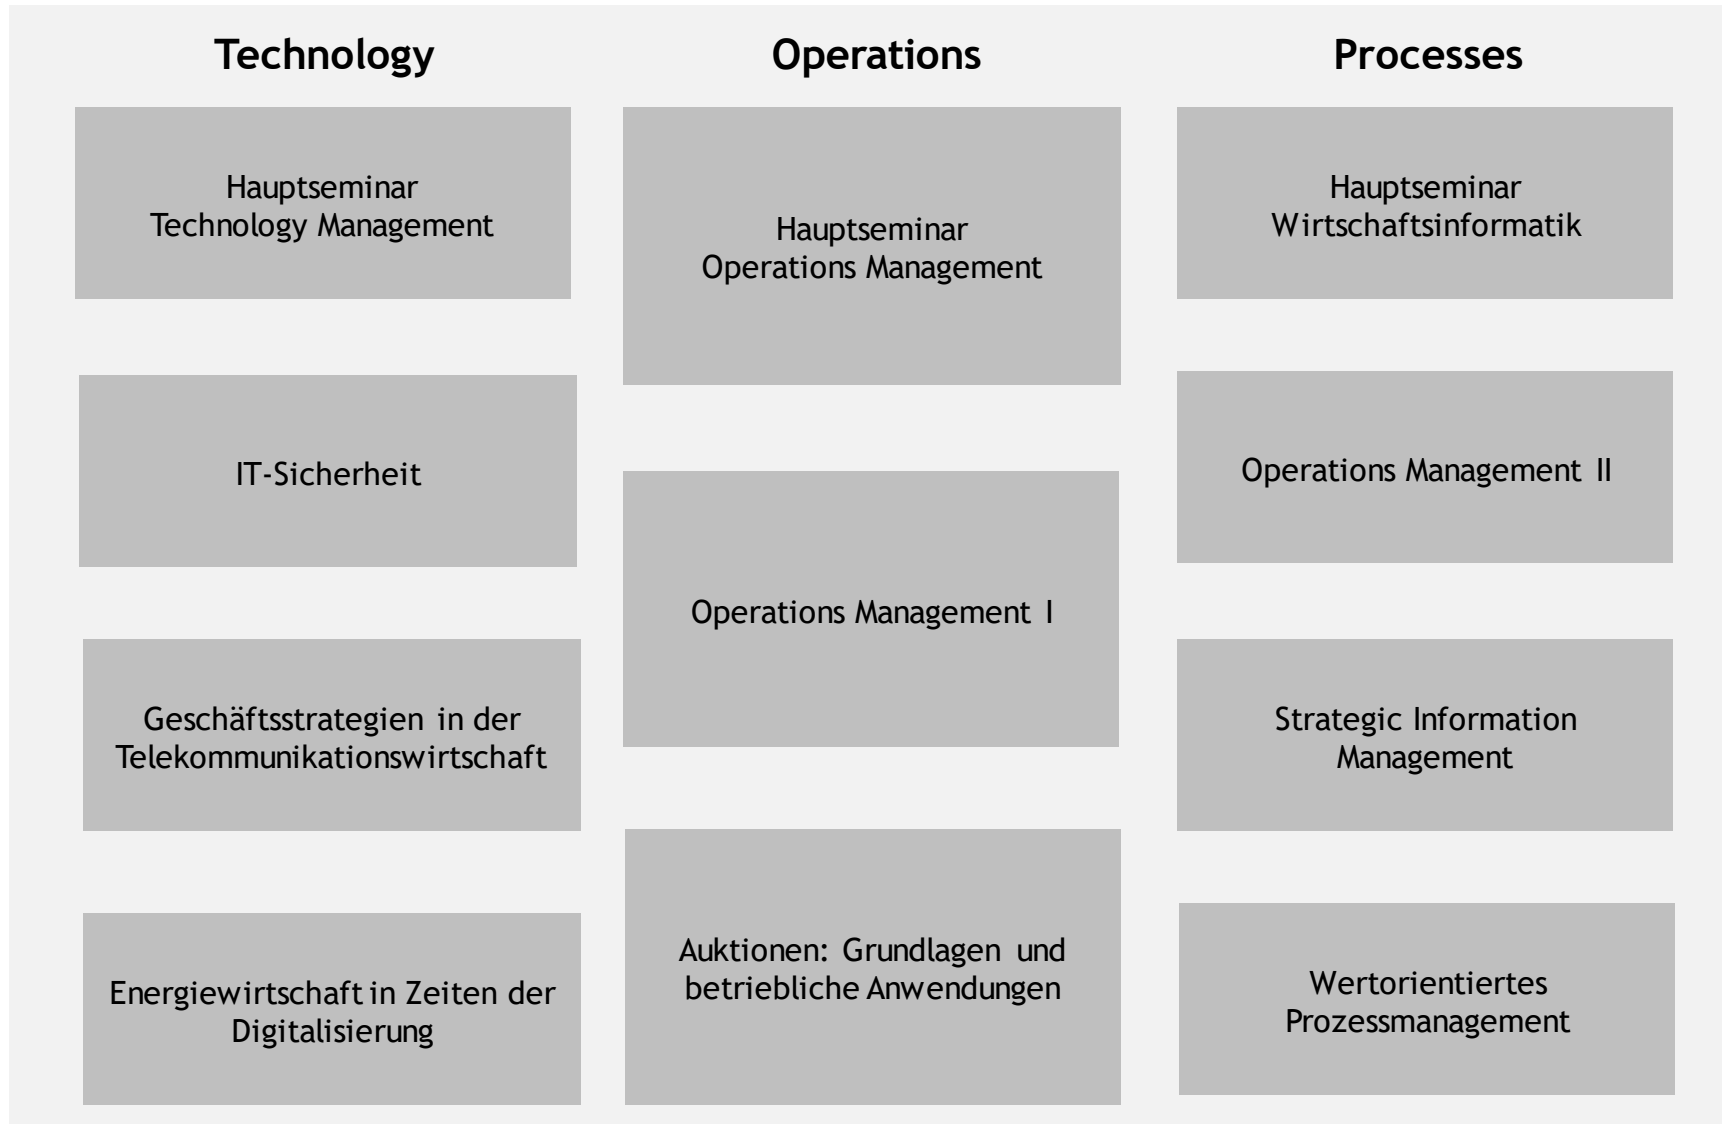 Technology
Hauptseminar
Technology Management
IT-Sicherheit
Geschäftsstrategien in der
Telekommunikationswirtschaft
Energiewirtschaft in Zeiten der
Digitalisierung
Operations
Hauptseminar
Operations Management
Operations Management I
Auktionen: Grundlagen und
betriebliche Anwendungen
Processes
Hauptseminar
Wirtschaftsinformatik
Operations Management II
Strategic Information
Management
Wertorientiertes
Prozessmanagement